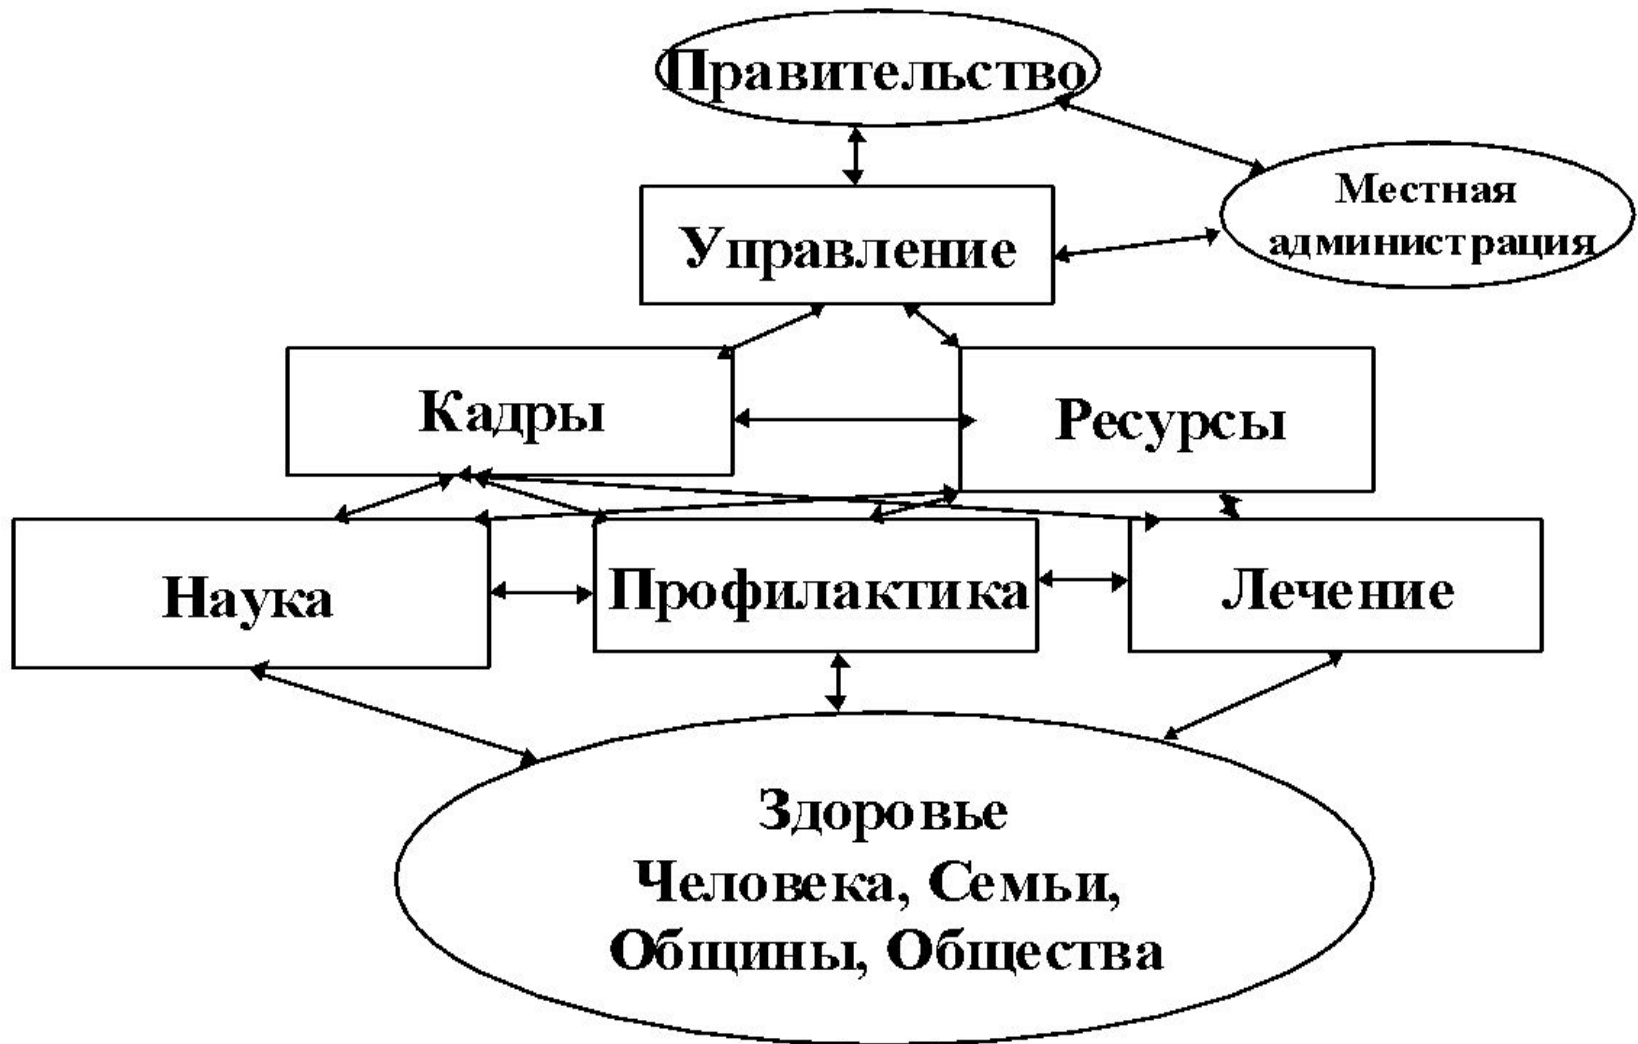 Правительство
Местная
администрация
Управление
Кадры
Ресурсы
Наука
Профилактика
Лечение
Здоровье
Человека, Семьи,
Общины, Общества